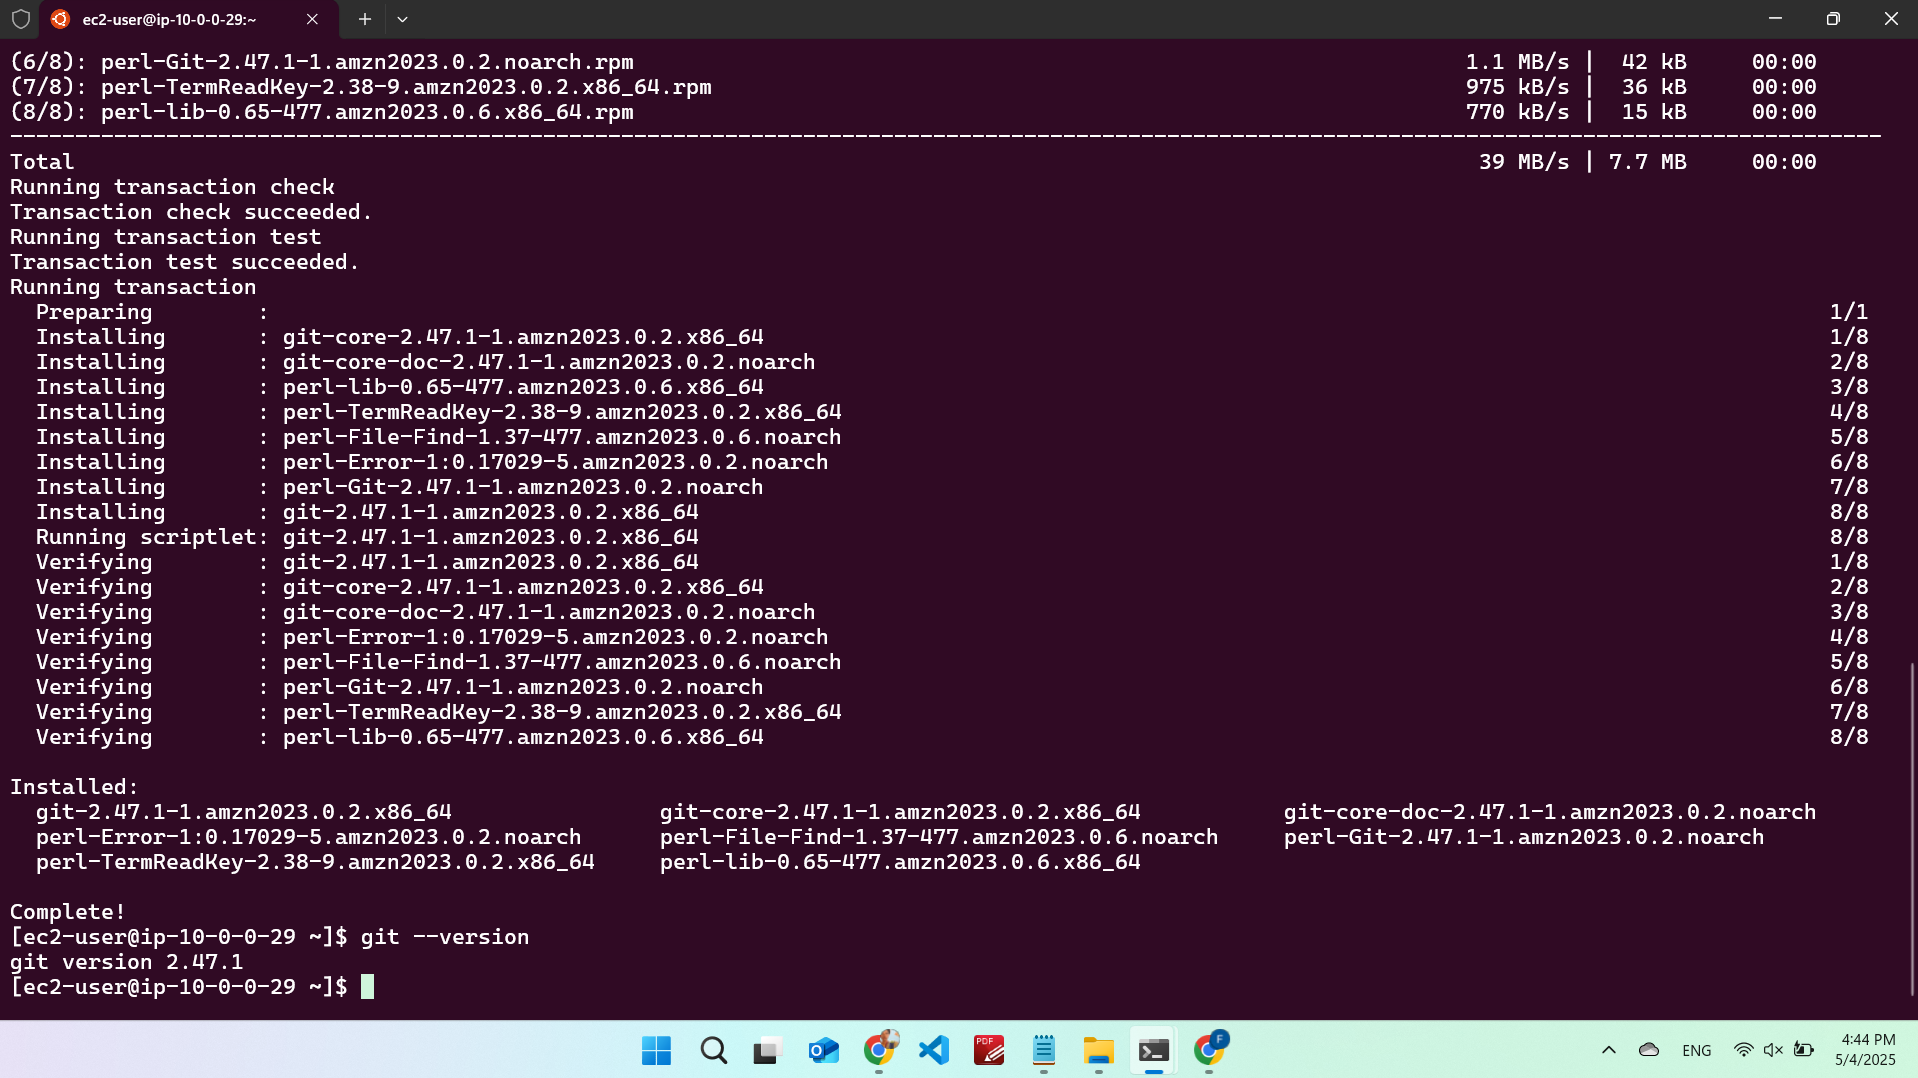 ec2-user@ip-10-0-0-29:~
(6/8): perl-Git-2.47.1-1.amzn2023.0.2.noarch.rpm 1.1 MB/s | 42 kB 00:00
(7/8): perl-TermReadKey-2.38-9.amzn2023.0.2.x86_64.rpm 975 kB/s | 36 kB 00:00
(8/8): perl-lib-0.65-477.amzn2023.0.6.x86_64.rpm 770 kB/s | 15 kB 00:00
--------------------------------------------------------------------------------
Total 39 MB/s | 7.7 MB 00:00
Running transaction check
Transaction check succeeded.
Running transaction test
Transaction test succeeded.
Running transaction
Preparing : 1/1
Installing : git-core-2.47.1-1.amzn2023.0.2.x86_64 1/8
Installing : git-core-doc-2.47.1-1.amzn2023.0.2.noarch 2/8
Installing : perl-lib-0.65-477.amzn2023.0.6.x86_64 3/8
Installing : perl-TermReadKey-2.38-9.amzn2023.0.2.x86_64 4/8
Installing : perl-File-Find-1.37-477.amzn2023.0.6.noarch 5/8
Installing : perl-Error-1:0.17029-5.amzn2023.0.2.noarch 6/8
Installing : perl-Git-2.47.1-1.amzn2023.0.2.noarch 7/8
Installing : git-2.47.1-1.amzn2023.0.2.x86_64 8/8
Running scriptlet: git-2.47.1-1.amzn2023.0.2.x86_64 8/8
Verifying : git-2.47.1-1.amzn2023.0.2.x86_64 1/8
Verifying : git-core-2.47.1-1.amzn2023.0.2.x86_64 2/8
Verifying : git-core-doc-2.47.1-1.amzn2023.0.2.noarch 3/8
Verifying : perl-Error-1:0.17029-5.amzn2023.0.2.noarch 4/8
Verifying : perl-File-Find-1.37-477.amzn2023.0.6.noarch 5/8
Verifying : perl-Git-2.47.1-1.amzn2023.0.2.noarch 6/8
Verifying : perl-TermReadKey-2.38-9.amzn2023.0.2.x86_64 7/8
Verifying : perl-lib-0.65-477.amzn2023.0.6.x86_64 8/8
Installed:
git-2.47.1-1.amzn2023.0.2.x86_64 git-core-2.47.1-1.amzn2023.0.2.x86_64 git-core-doc-2.47.1-1.amzn2023.0.2.noarch
perl-Error-1:0.17029-5.amzn2023.0.2.noarch perl-File-Find-1.37-477.amzn2023.0.6.noarch perl-Git-2.47.1-1.amzn2023.0.2.noarch
perl-TermReadKey-2.38-9.amzn2023.0.2.x86_64 perl-lib-0.65-477.amzn2023.0.6.x86_64
Complete!
[ec2-user@ip-10-0-0-29 ~]$ git --version
git version 2.47.1
[ec2-user@ip-10-0-0-29 ~]$
PDF
F
ENG
4:44 PM
5/4/2025